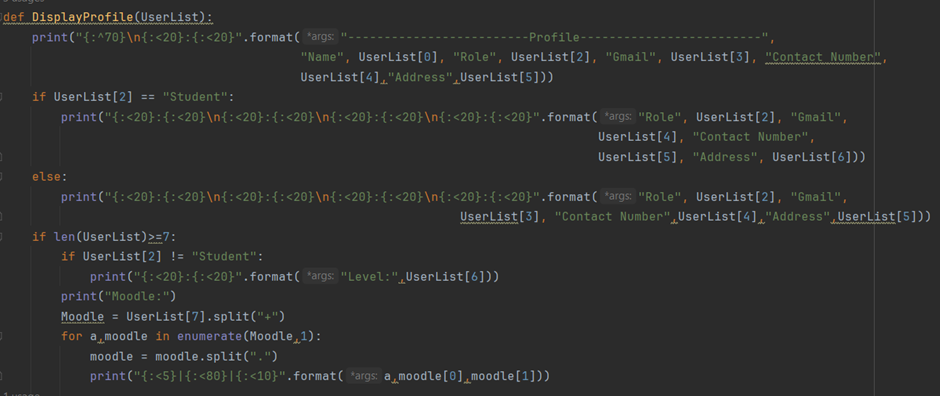 def DisplayProfile(UserList):
print("{:^70}\n{:<20}:{:<20}".format(*args: "-------------------------Profile-------------------------",
"Name", UserList[0], "Role", UserList[2], "Gmail", UserList[3], "Contact Number",
UserList[4],"Address",UserList[5]))
if UserList[2] == "Student":
print("{:<20}:{:<20}\n{:<20}:{:<20}\n{:<20}:{:<20}\n{:<20}:{:<20}".format(*args: "Role", UserList[2], "Gmail",
UserList[4], "Contact Number",
UserList[5], "Address", UserList[6]))
else:
print("{:<20}:{:<20}\n{:<20}:{:<20}\n{:<20}:{:<20}\n{:<20}:{:<20}".format(*args: "Role", UserList[2], "Gmail",
UserList[3], "Contact Number",UserList[4],"Address",UserList[5]))
if len(UserList)>=7:
if UserList[2] != "Student":
print("{:<20}:{:<20}".format(*args: "Level:",UserList[6]))
print("Moodle:")
Moodle = UserList[7].split("+")
for a,moodle in enumerate(Moodle,1):
moodle = moodle.split(".")
print("{:<5}|{:<80}|{:<10}".format(*args: a,moodle[0],moodle[1]))